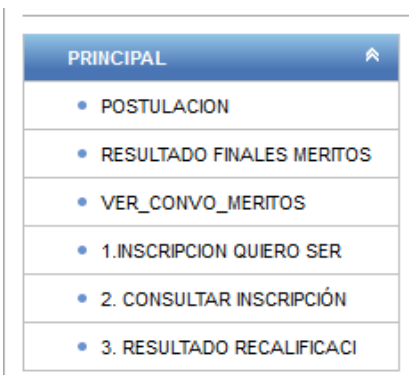 PRINCIPAL
POSTULACION
RESULTADO FINALES MERITOS
VER_CONVO_MERITOS
1.INSCRIPCION QUIERO SER
2. CONSULTAR INSCRIPCIÓN
3. RESULTADO RECALIFICACI